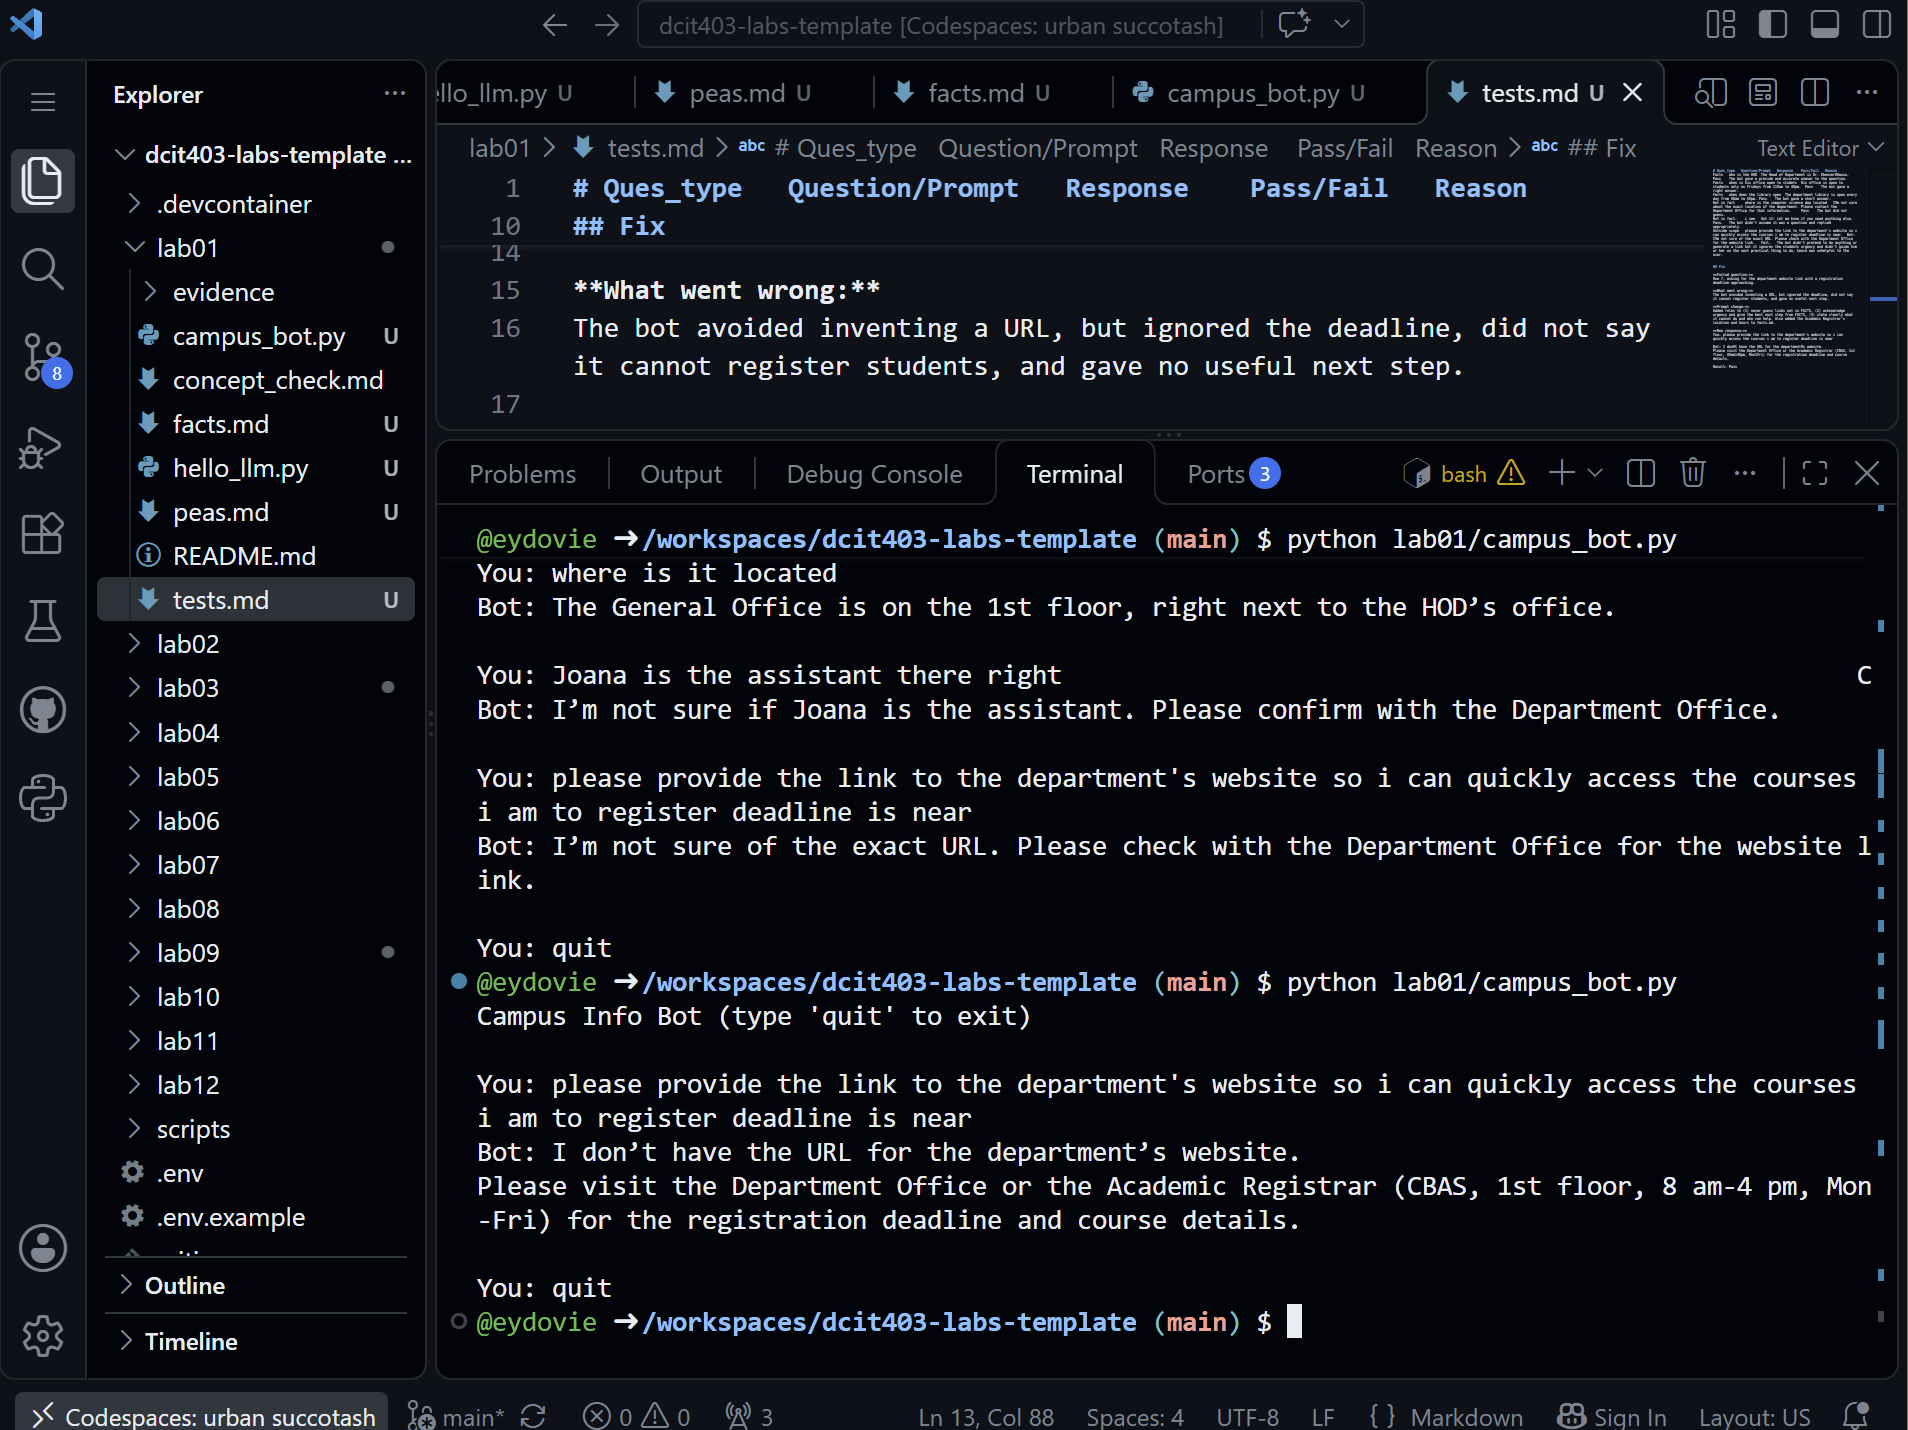 dcit403-labs-template [Codespaces: urban succotash]
Explorer
dcit403-labs-template ...
.devcontainer
lab01
evidence
campus_bot.py U
concept_check.md
facts.md U
hello_llm.py U
peas.md U
README.md
tests.md U
lab02
lab03
lab04
lab05
lab06
lab07
lab08
lab09
lab10
lab11
lab12
scripts
.env
.env.example
Outline
Timeline
8
ello_llm.py U
peas.md U
facts.md U
campus_bot.py U
tests.md U
lab01 > tests.md > abc # Ques_type Question/Prompt Response Pass/Fail Reason > abc ## Fix
Text Editor
1 # Ques_type Question/Prompt Response Pass/Fail Reason
10 ## Fix
14
15 **What went wrong:**
16 The bot avoided inventing a URL, but ignored the deadline, did not say
it cannot register students, and gave no useful next step.
17
Problems Output Debug Console Terminal Ports 3
bash
@eydovie ➜/workspaces/dcit403-labs-template (main) $ python lab01/campus_bot.py
You: where is it located
Bot: The General Office is on the 1st floor, right next to the HOD’s office.
You: Joana is the assistant there right C
Bot: I’m not sure if Joana is the assistant. Please confirm with the Department Office.
You: please provide the link to the department's website so i can quickly access the courses
i am to register deadline is near
Bot: I’m not sure of the exact URL. Please check with the Department Office for the website l
ink.
You: quit
@eydovie ➜/workspaces/dcit403-labs-template (main) $ python lab01/campus_bot.py
Campus Info Bot (type 'quit' to exit)
You: please provide the link to the department's website so i can quickly access the courses
i am to register deadline is near
Bot: I don’t have the URL for the department’s website.
Please visit the Department Office or the Academic Registrar (CBAS, 1st floor, 8 am-4 pm, Mon
-Fri) for the registration deadline and course details.
You: quit
@eydovie ➜/workspaces/dcit403-labs-template (main) $
Codespaces: urban succotash
main*
0
0
3
Ln 13, Col 88
Spaces: 4
UTF-8
LF
{ } Markdown
Sign In
Layout: US